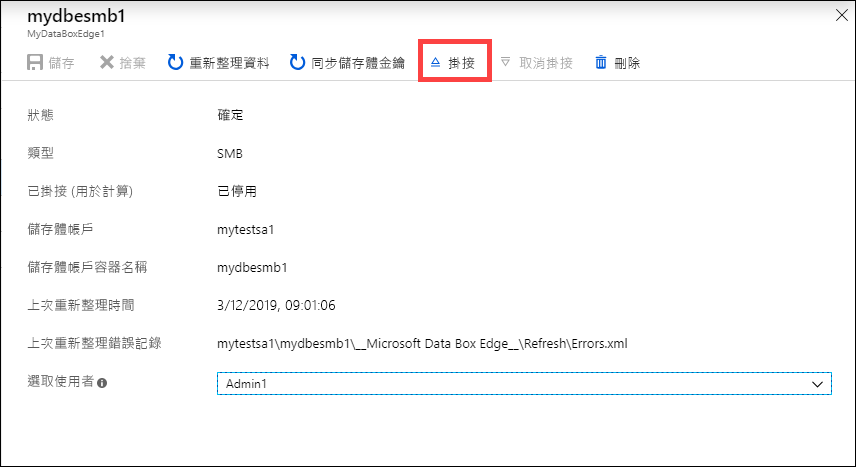 mydbesmb1
MyDataBoxEdge1
儲存 捨棄 重新整理資料 同步儲存體金鑰 掛接 取消掛接 刪除
狀態 確定
類型 SMB
已掛接 (用於計算) 已停用
儲存體帳戶 mytestsa1
儲存體帳戶容器名稱 mydbesmb1
上次重新整理時間 3/12/2019, 09:01:06
上次重新整理錯誤記錄 mytestsa1\mydbesmb1\__Microsoft Data Box Edge__\Refresh\Errors.xml
選取使用者 Admin1